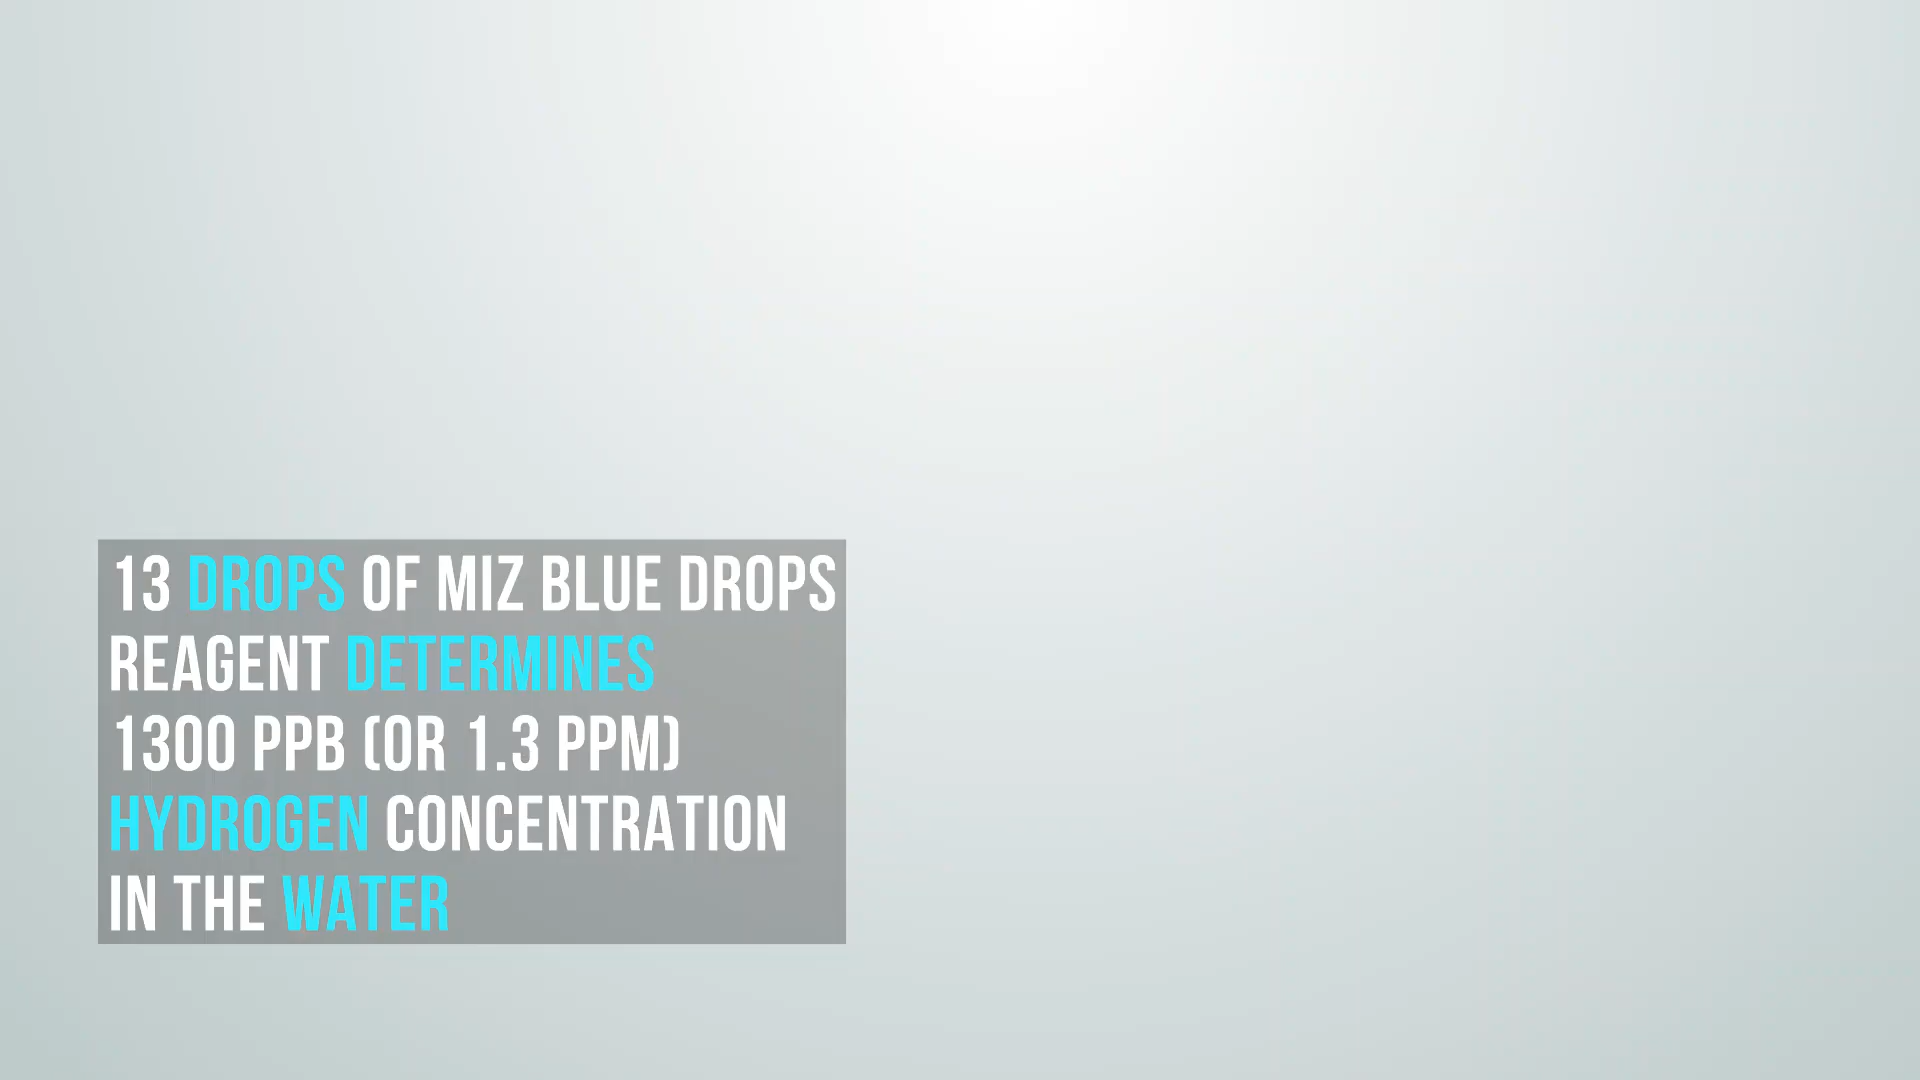 13 DROPS OF MIZ BLUE DROPS
REAGENT DETERMINES
1300 PPB (OR 1.3 PPM)
HYDROGEN CONCENTRATION
IN THE WATER